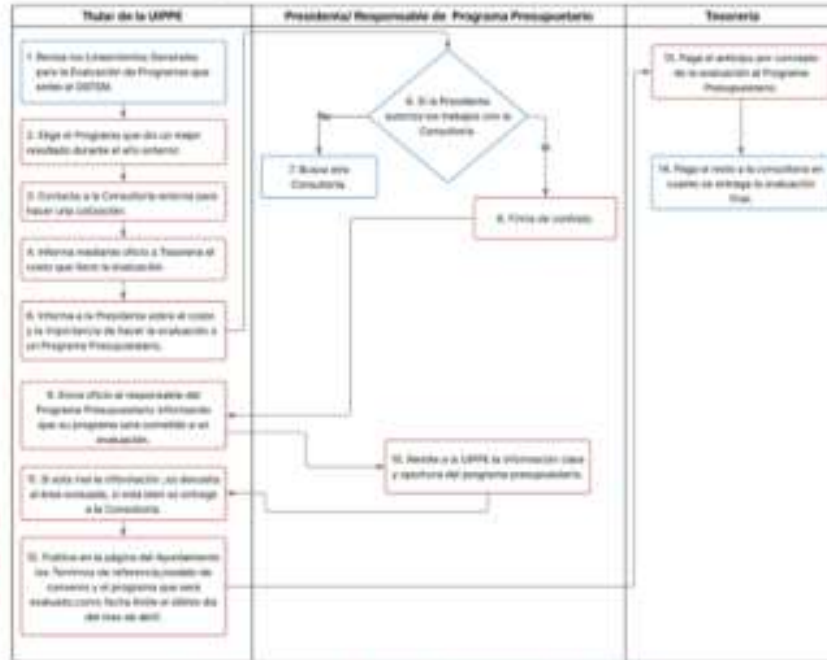 Titular de la UIPPE
Presidenta/ Responsable de Programa Presupuestario
Tesorería
1. Revisa los Lineamientos Generales
para la Evaluación de Programas que
emite el
2. Elige el Programa que dio un mejor
resultado durante el año anterior
3. Contacta a la Consultoría externa para
hacer una cotización.
4. Informa mediante oficio a Tesorería el
costo que tiene la evaluación
5. Informa a la Presidenta sobre el costo
y la importancia de hacer la evaluación a
un Programa Presupuestario.
6. Si la Presidenta
autoriza los trabajos con la
Consultoría.
No
Si
7. Busca otra
Consultoría.
8. Firma de contrato.
9. Envía oficio al responsable del
Programa Presupuestario informando
que su programa será sometido a un
evaluación.
10. Remite a la UIPPE la información clara
y oportuna del programa presupuestario.
11. Si está mal la información, se devuelve
al área evaluada, si está bien se entrega
a la Consultoría.
12. Publica en la página del Ayuntamiento
los Términos de referencia, modelo de
convenio y el programa que será
evaluado, como fecha límite el último día
del mes de abril.
13. Paga el anticipo por concepto
de la evaluación al Programa
Presupuestario.
14. Paga el resto a la consultoría en
cuanto se entrega la evaluación
final.